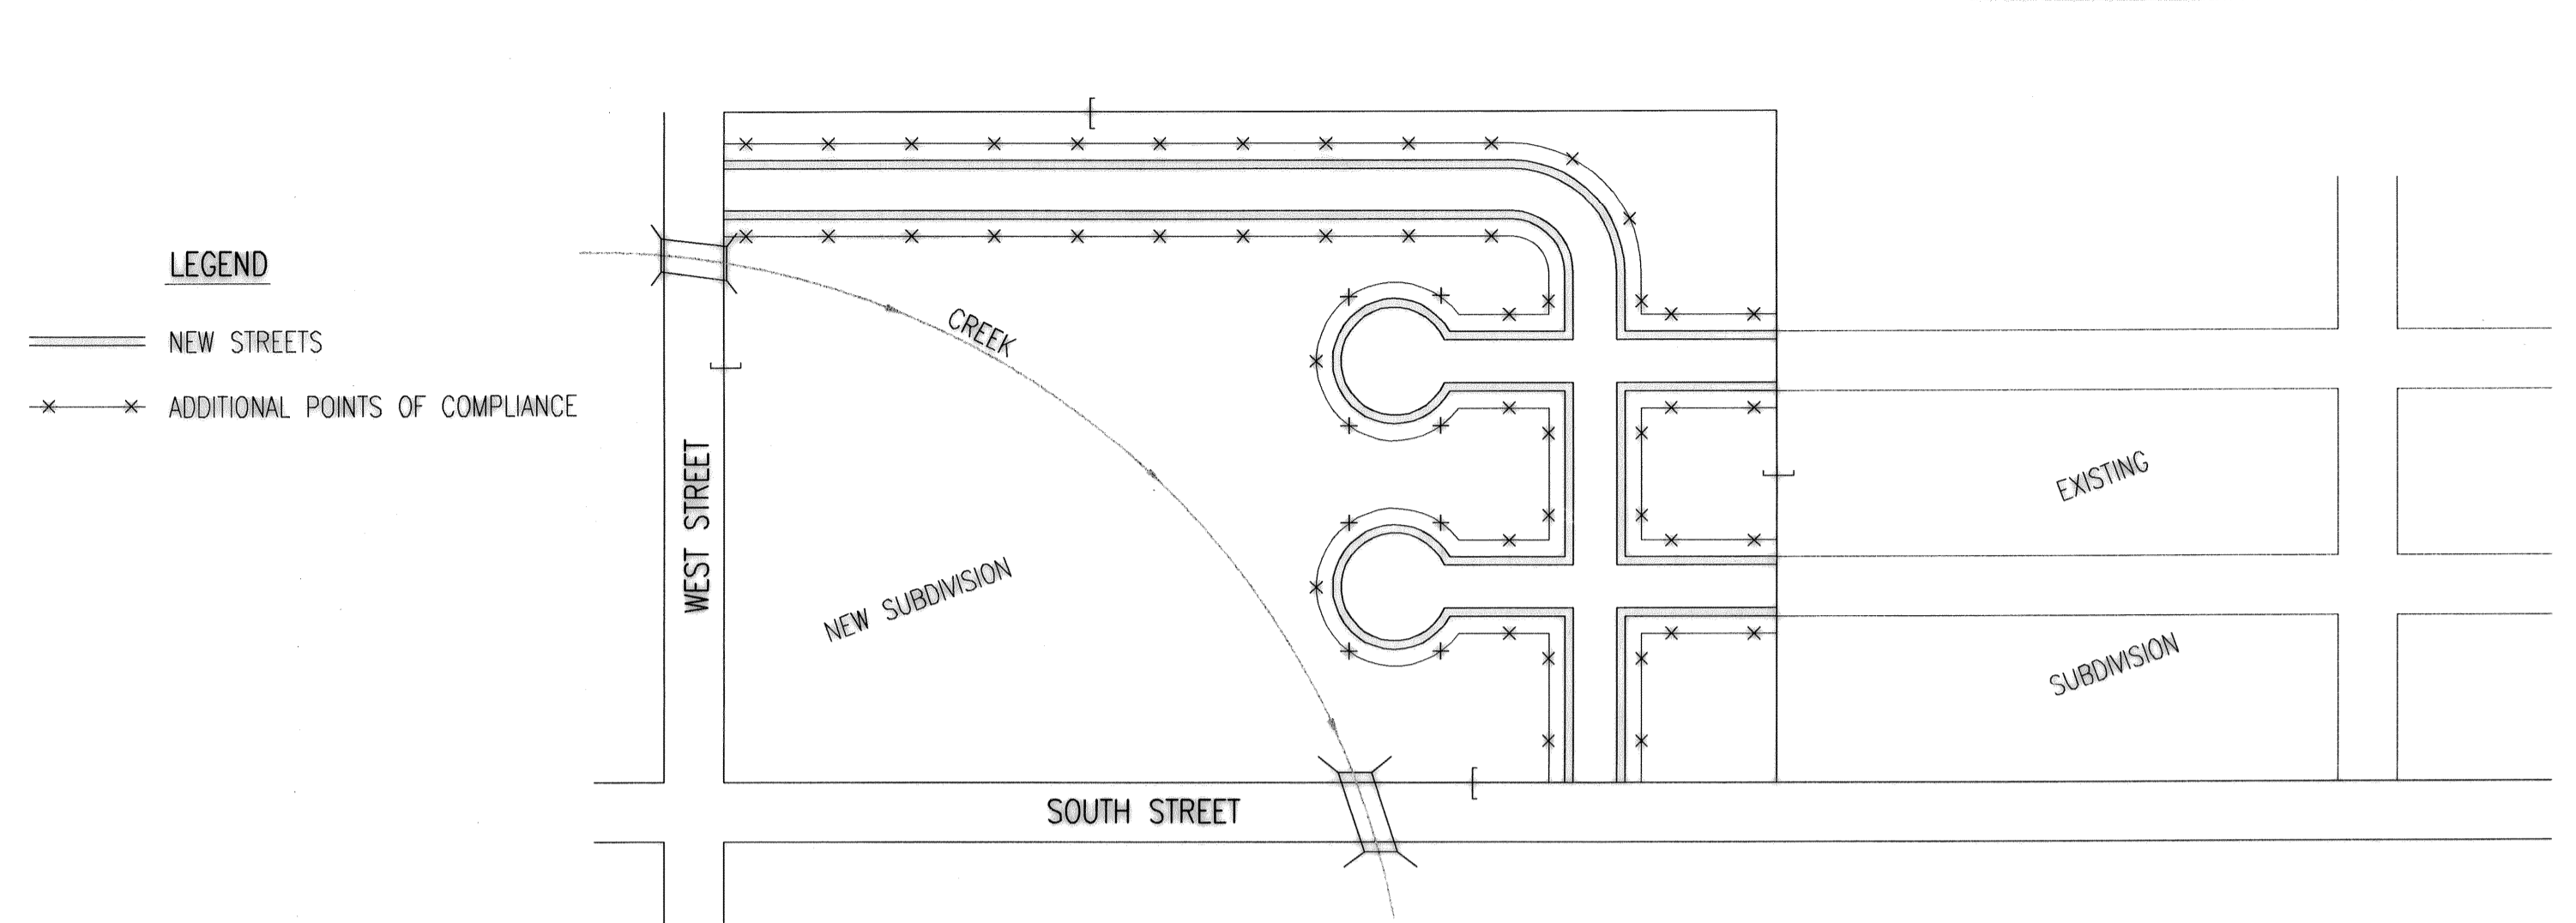 LEGEND
NEW STREETS
ADDITIONAL POINTS OF COMPLIANCE
CREEK
WEST STREET
NEW SUBDIVISION
SOUTH STREET
EXISTING
SUBDIVISION